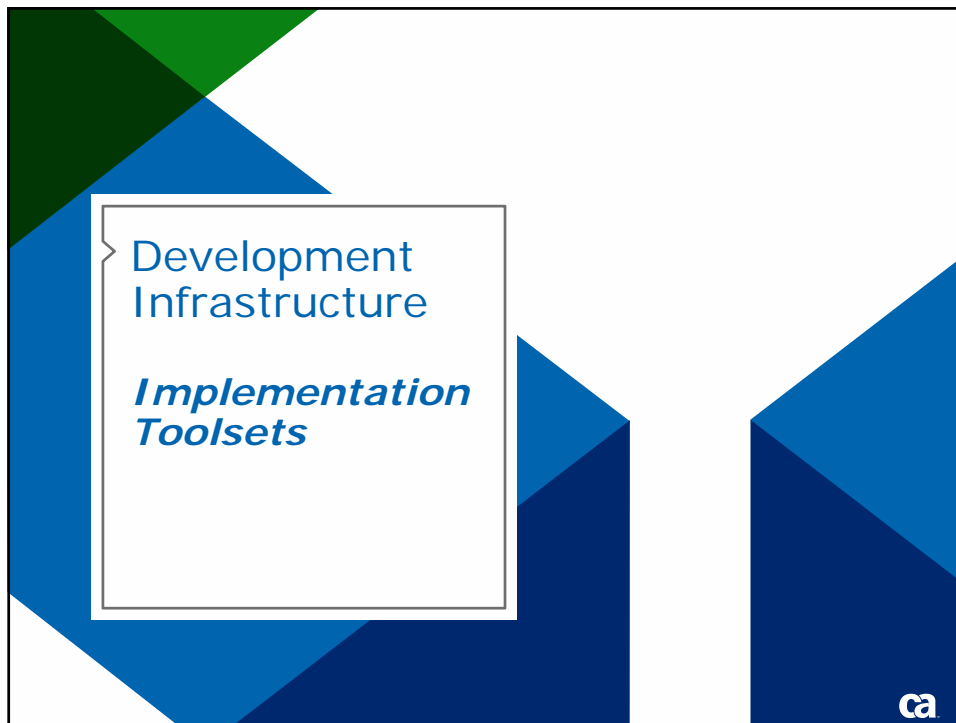 Development
Infrastructure
Implementation
Toolsets
ca